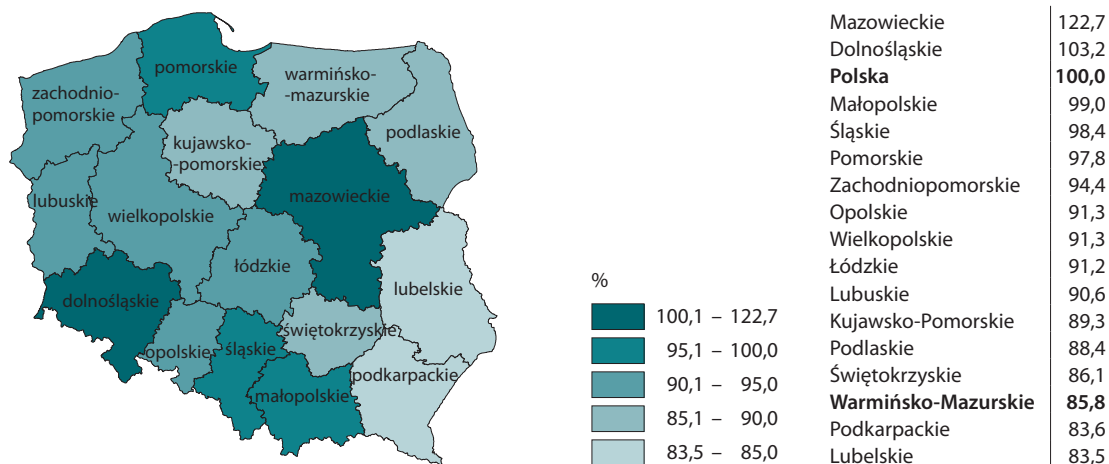 pomorskie
warmińsko-
-mazurskie
zachodnio-
pomorskie
podlaskie
kujawsko-
-pomorskie
mazowieckie
lubuskie
wielkopolskie
łódzkie
lubelskie
dolnośląskie
świętokrzyskie
opolskie
śląskie
podkarpackie
małopolskie
%
100,1 – 122,7
95,1 – 100,0
90,1 – 95,0
85,1 – 90,0
83,5 – 85,0
Mazowieckie 122,7
Dolnośląskie 103,2
Polska 100,0
Małopolskie 99,0
Śląskie 98,4
Pomorskie 97,8
Zachodniopomorskie 94,4
Opolskie 91,3
Wielkopolskie 91,3
Łódzkie 91,2
Lubuskie 90,6
Kujawsko-Pomorskie 89,3
Podlaskie 88,4
Świętokrzyskie 86,1
Warmińsko-Mazurskie 85,8
Podkarpackie 83,6
Lubelskie 83,5